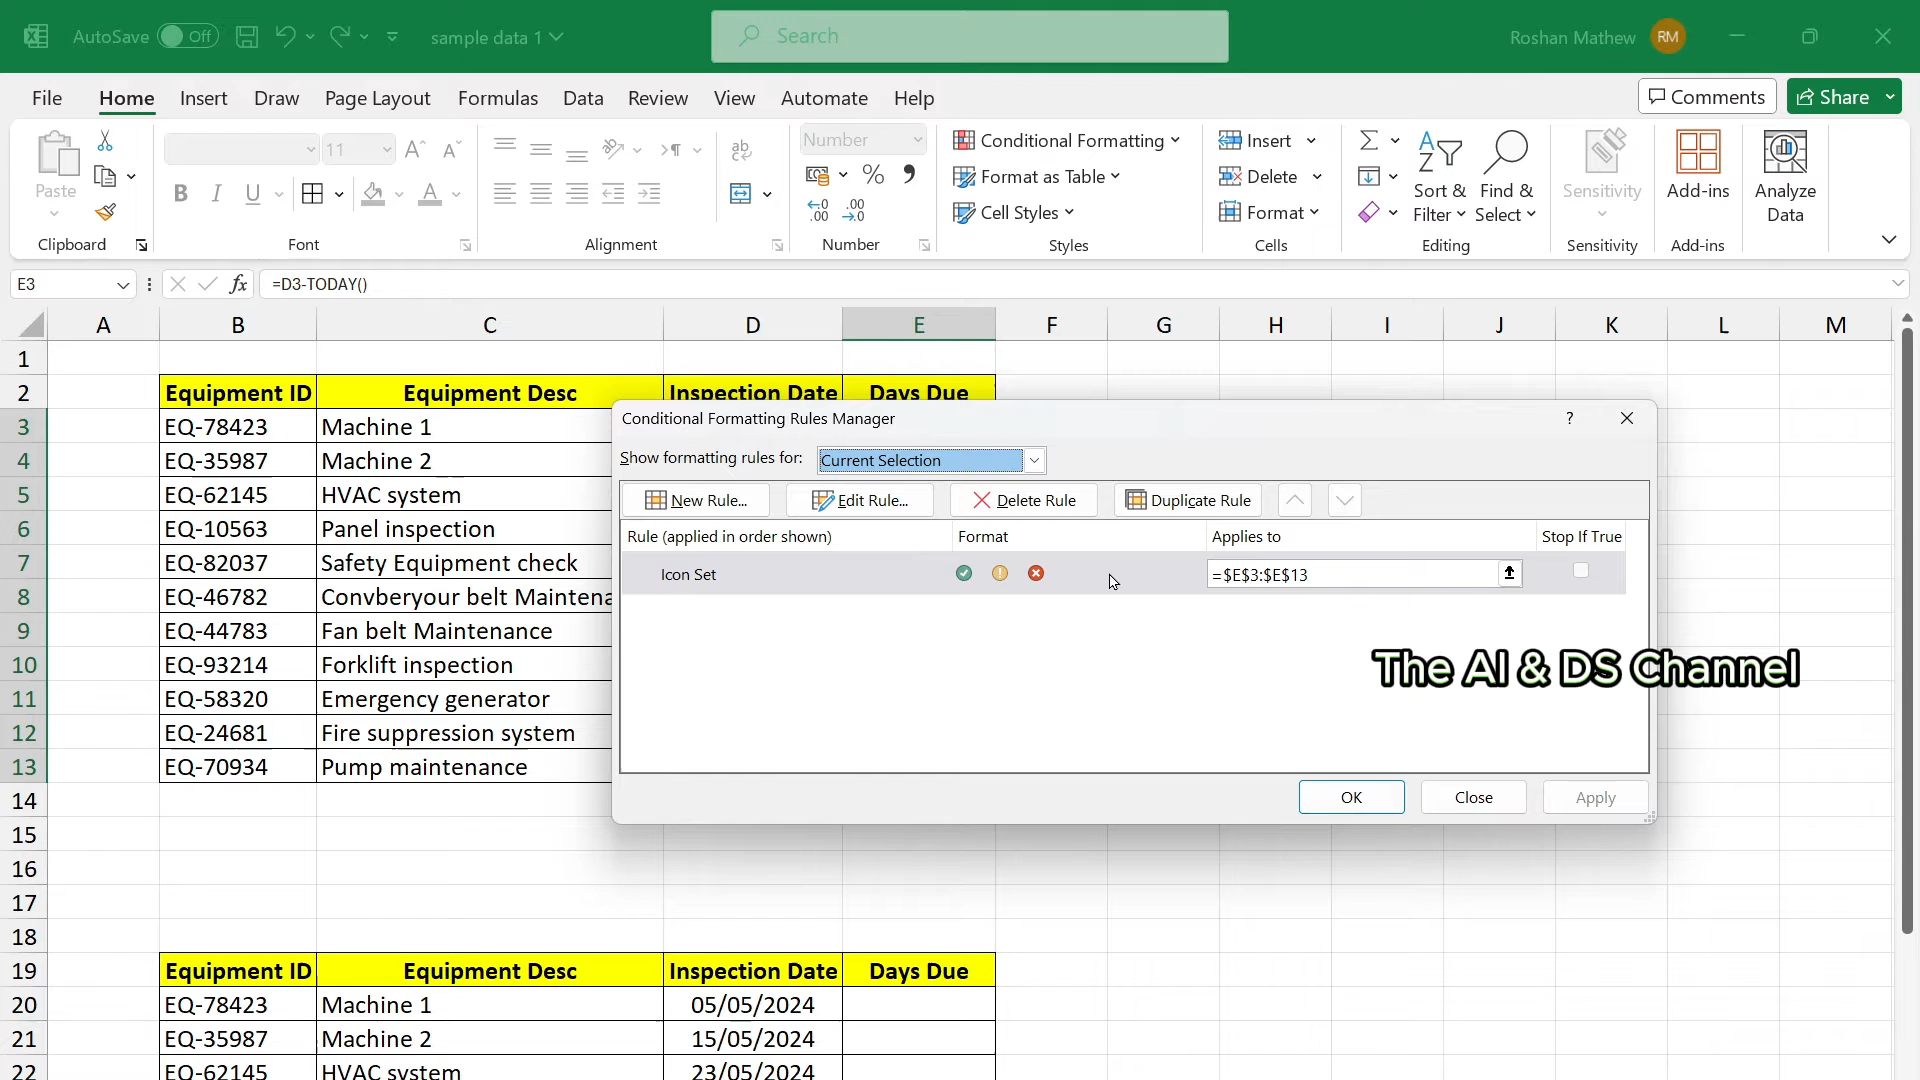 AutoSave Off sample data 1 Search Roshan Mathew RM
File Home Insert Draw Page Layout Formulas Data Review View Automate Help Comments Share
Paste
Clipboard
11
B I U A
Font
ab
Alignment
Number
% 9
.00 .00
Number
Conditional Formatting
Format as Table
Cell Styles
Styles
Insert
Delete
Format
Cells
Sort & Filter
Find & Select
Editing
Sensitivity
Sensitivity
Add-ins
Add-ins
Analyze Data
E3 fx =D3-TODAY()
A B C D E F G H I J K L M
1
2 Equipment ID Equipment Desc Inspection Date Days Due
3 EQ-78423 Machine 1
4 EQ-35987 Machine 2
5 EQ-62145 HVAC system
6 EQ-10563 Panel inspection
7 EQ-82037 Safety Equipment check
8 EQ-46782 Convberyour belt Maintena
9 EQ-44783 Fan belt Maintenance
10 EQ-93214 Forklift inspection
11 EQ-58320 Emergency generator
12 EQ-24681 Fire suppression system
13 EQ-70934 Pump maintenance
Conditional Formatting Rules Manager ?
Show formatting rules for: Current Selection
New Rule... Edit Rule... Delete Rule Duplicate Rule
Rule (applied in order shown) Format Applies to Stop If True
Icon Set =$E$3:$E$13
The AI & DS Channel
OK Close Apply
14
15
16
17
18
19 Equipment ID Equipment Desc Inspection Date Days Due
20 EQ-78423 Machine 1 05/05/2024
21 EQ-35987 Machine 2 15/05/2024
22 EQ-62145 HVAC system 23/05/2024